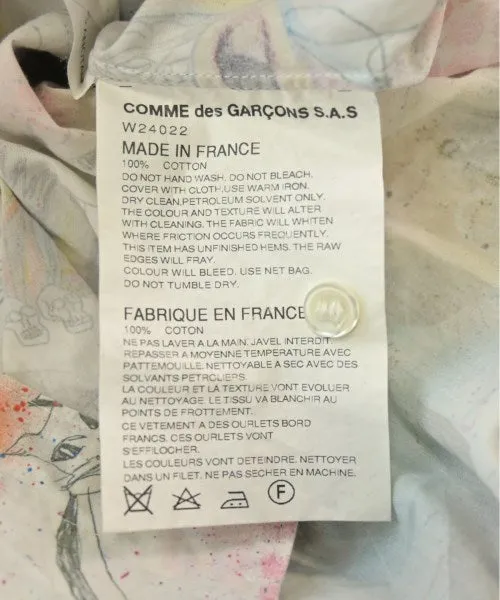 COMME des GARÇONS S.A.S
W24022
MADE IN FRANCE
100% COTTON
DO NOT HAND WASH. DO NOT BLEACH.
COVER WITH CLOTH.USE WARM IRON.
DRY CLEAN,PETROLEUM SOLVENT ONLY.
THE COLOUR AND TEXTURE WILL ALTER
WITH CLEANING. THE FABRIC WILL WHITEN
WHERE FRICTION OCCURS FREQUENTLY.
THIS ITEM HAS UNFINISHED HEMS. THE RAW
EDGES WILL FRAY.
COLOUR WILL BLEED. USE NET BAG.
DO NOT TUMBLE DRY.
FABRIQUE EN FRANCE
100% COTON
NE PAS LAVER A LA MAIN. JAVEL INTERDIT.
REPASSER A MOYENNE TEMPERATURE AVEC
PATTEMOUILLE. NETTOYABLE A SEC AVEC DES
SOLVANTS PETROLIERS.
LA COULEUR ET LA TEXTURE VONT EVOLUER
AU NETTOYAGE. LE TISSU VA BLANCHIR AU
POINTS DE FROTTEMENT.
CE VETEMENT A DES OURLETS BORD
FRANCS. CES OURLETS VONT
S'EFFILOCHER.
LES COULEURS VONT DETEINDRE. NETTOYER
DANS UN FILET. NE PAS SECHER EN MACHINE.
F